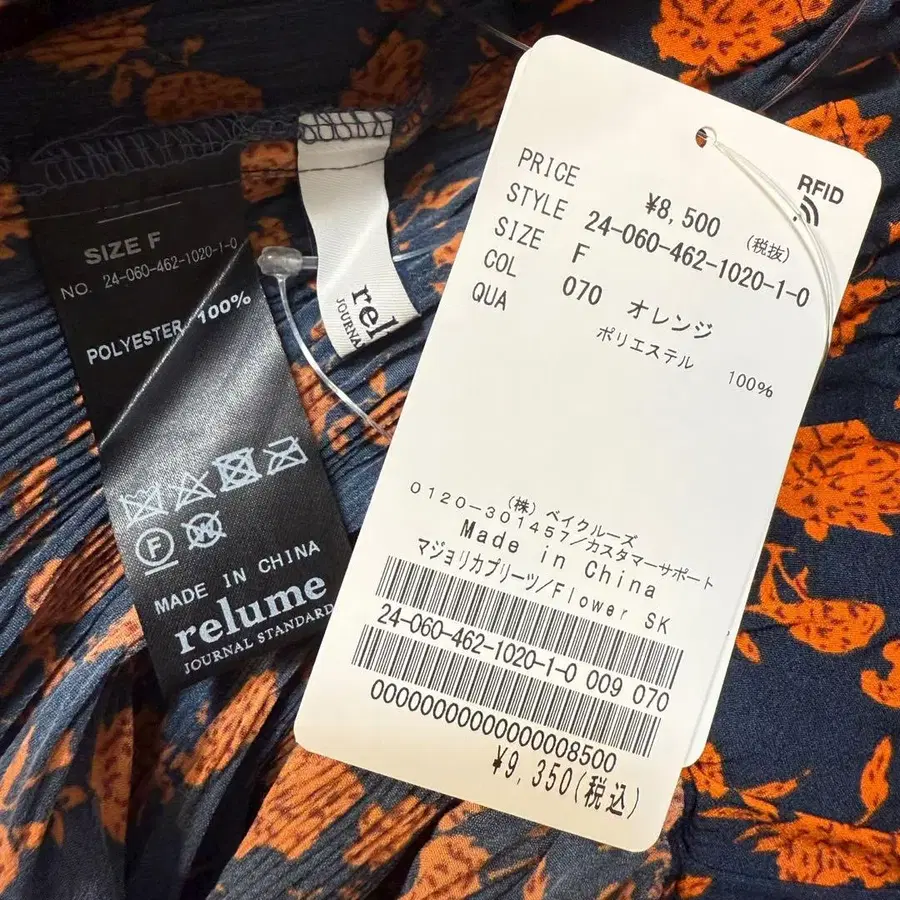 SIZE F
NO. 24-060-462-1020-1-0
POLYESTER 100%
F
MADE IN CHINA
relume
JOURNAL STANDARD
PRICE ¥8,500 (税抜)
STYLE 24-060-462-1020-1-0
SIZE F
COL 070 オレンジ
QUA ポリエステル 100%
RFID
(株) ベイクルーズ
0120-301457/カスタマーサポート
Made in China
マジョリカプリーツ/Flower SK
24-060-462-1020-1-0 009 070
¥9,350(税込)